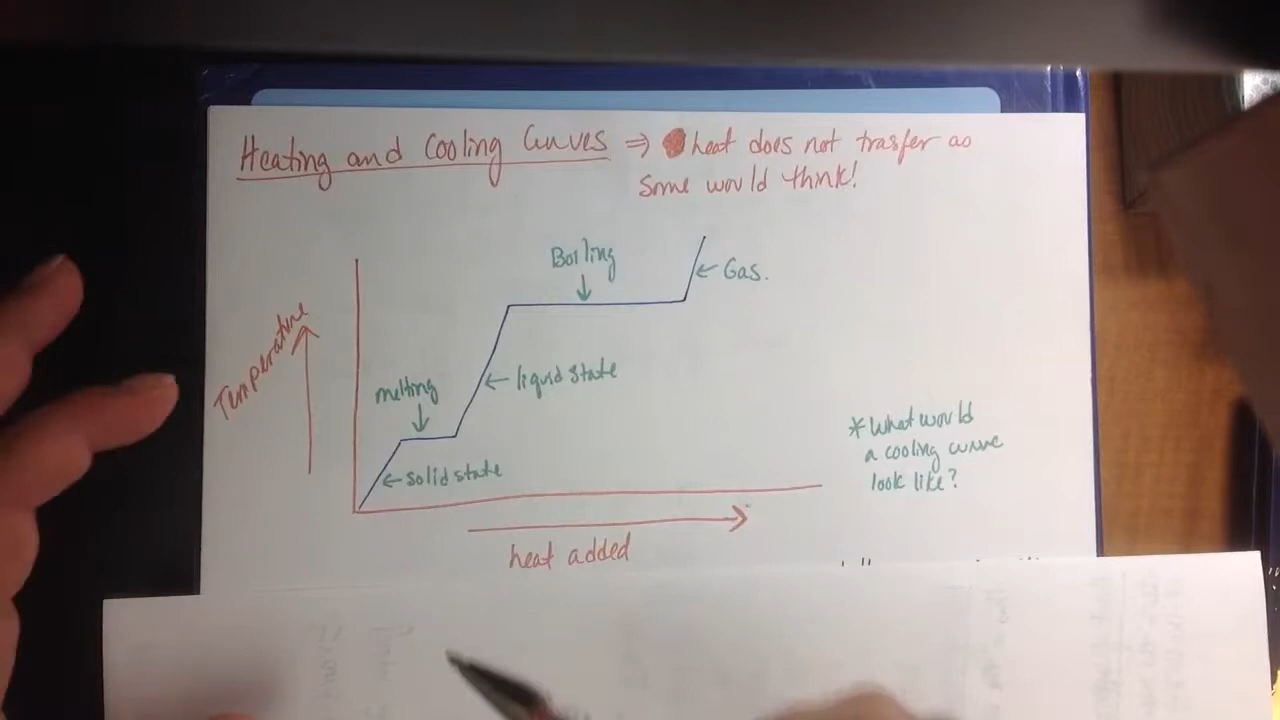 Heating and Cooling Curves ⇒ heat does not trasfer as
some would think!
Boiling
↓
← Gas.
Temperature
melting
↓
← liquid state
← solid state
* What would
a cooling curve
look like?
heat added